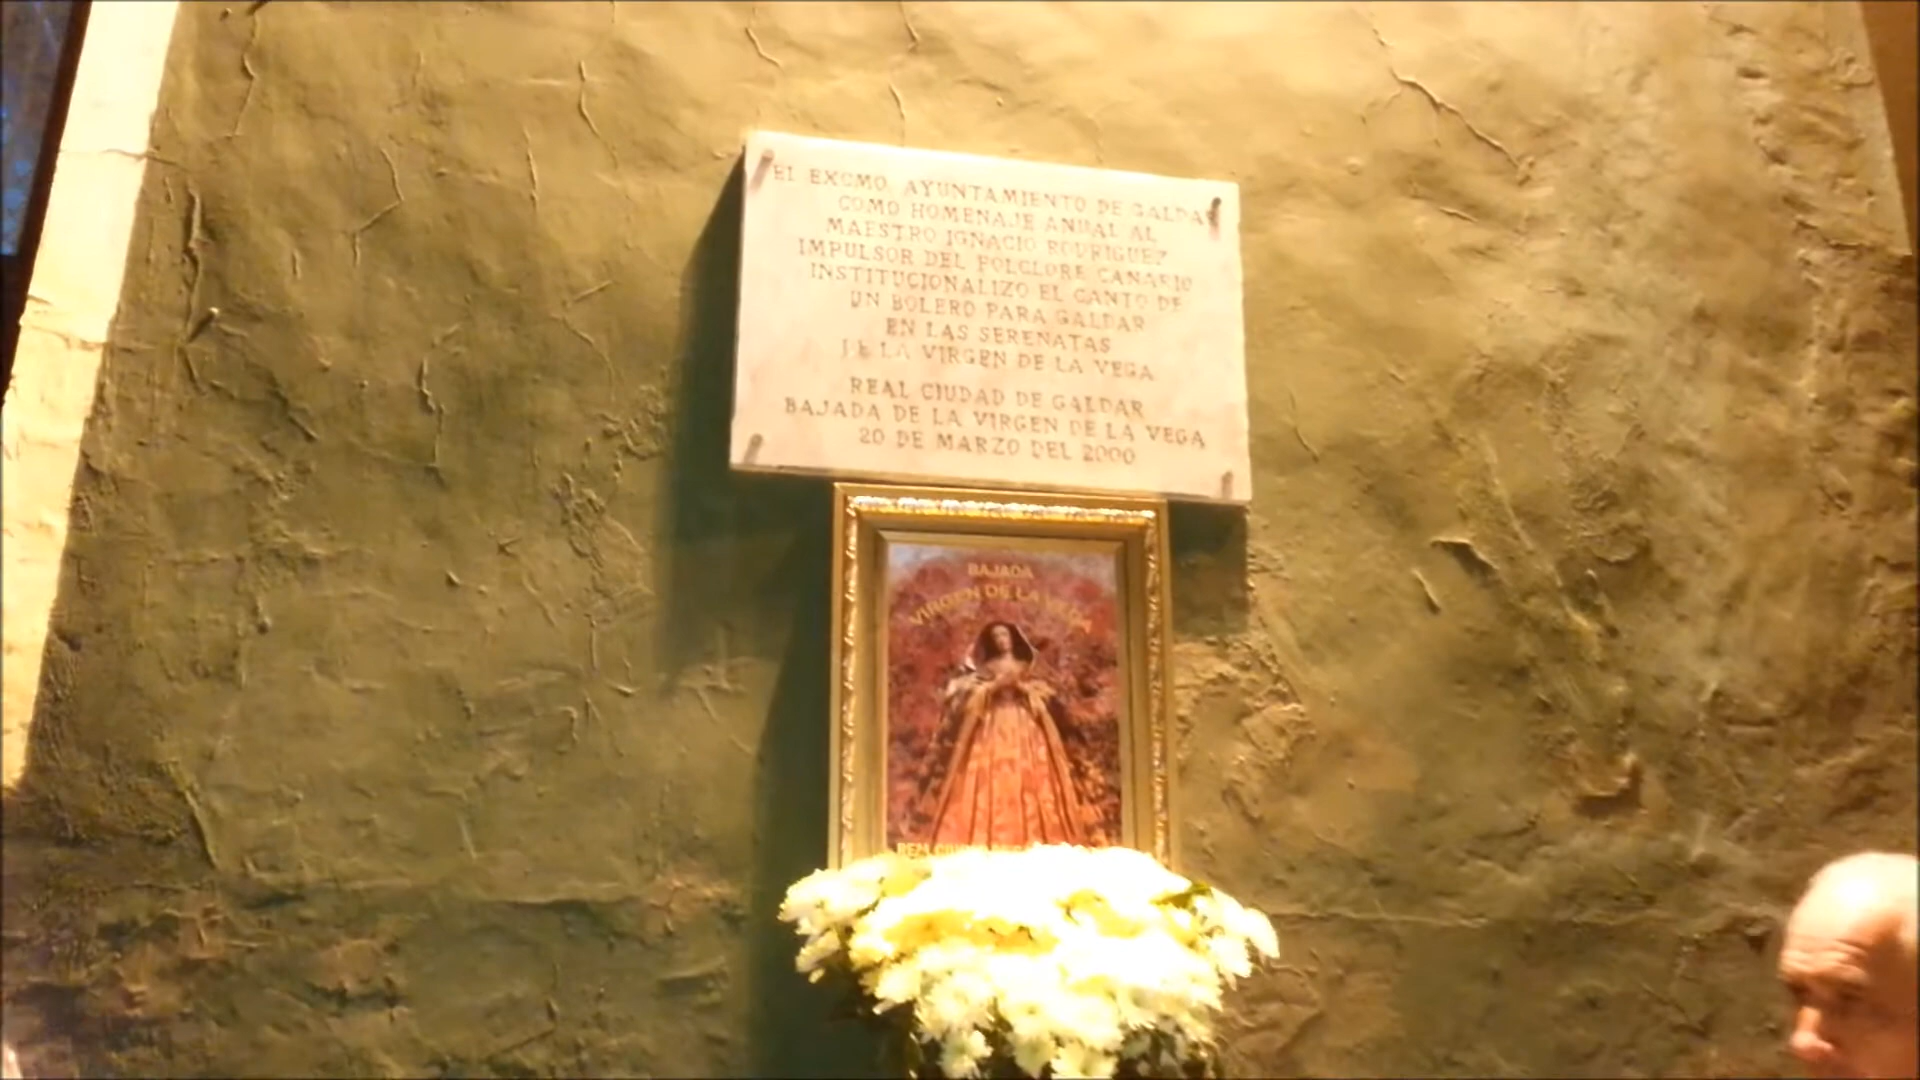 EL EXCMO. AYUNTAMIENTO DE GALDAR
COMO HOMENAJE ANUAL AL
MAESTRO IGNACIO RODRIGUEZ
IMPULSOR DEL FOLCLORE CANARIO
INSTITUCIONALIZO EL CANTO DE
UN BOLERO PARA GALDAR
EN LAS SERENATAS
DE LA VIRGEN DE LA VEGA
REAL CIUDAD DE GALDAR
BAJADA DE LA VIRGEN DE LA VEGA
20 DE MARZO DEL 2000
BAJADA
VIRGEN DE LA VEGA